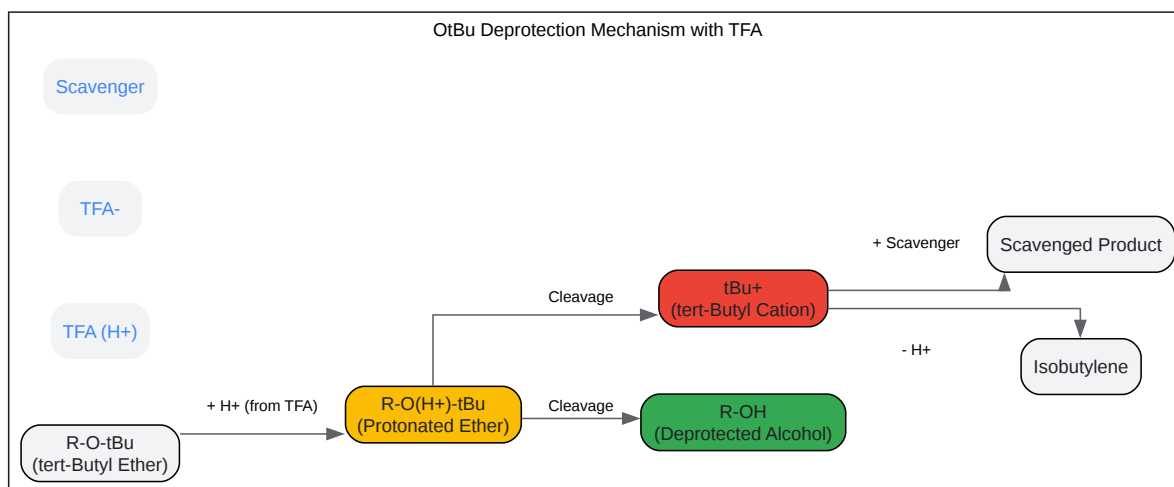 OtBu Deprotection Mechanism with TFA
Scavenger
TFA-
TFA (H+)
R-O-tBu
(tert-Butyl Ether)
+ H+ (from TFA)
R-O(H+)-tBu
(Protonated Ether)
Cleavage
Cleavage
tBu+
(tert-Butyl Cation)
R-OH
(Deprotected Alcohol)
+ Scavenger
- H+
Scavenged Product
Isobutylene